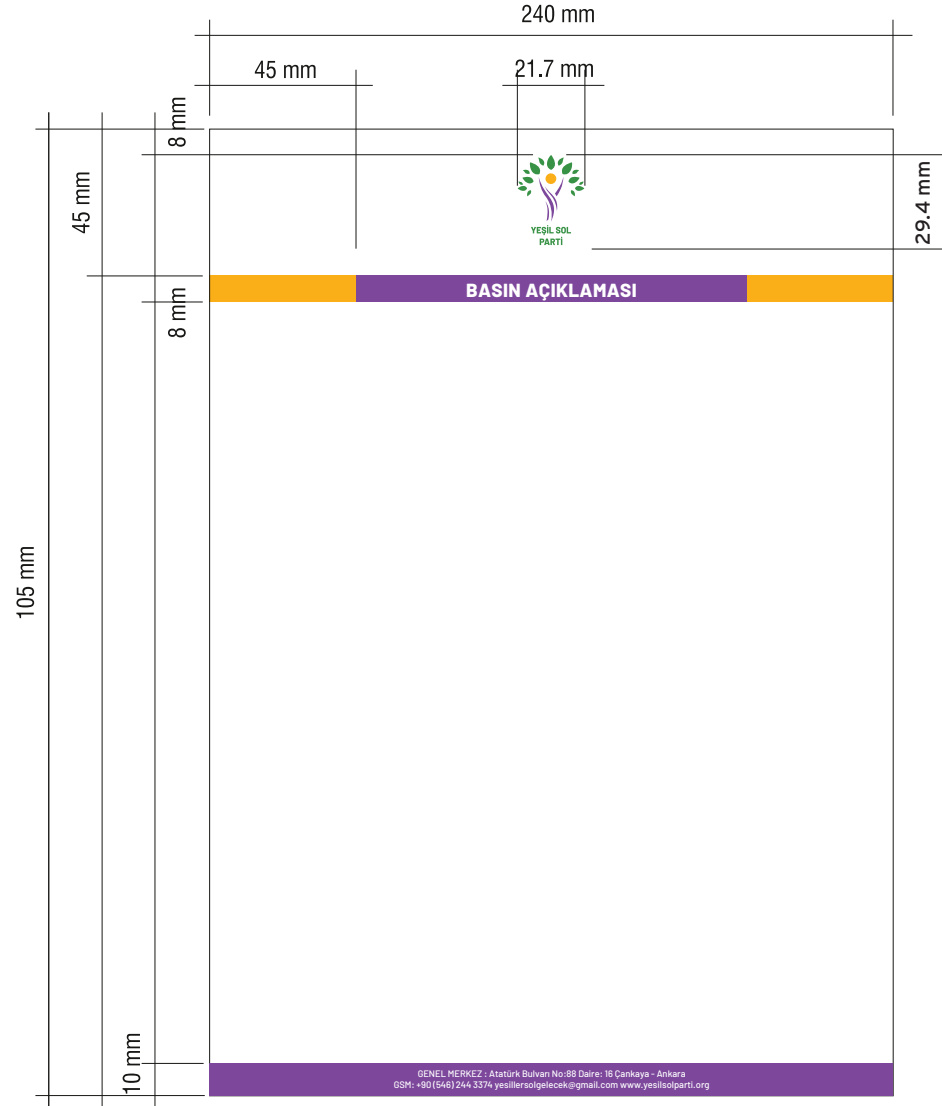 240 mm
45 mm
21.7 mm
8 mm
45 mm
29.4 mm
YEŞİL SOL
PARTİ
BASIN AÇIKLAMASI
8 mm
105 mm
10 mm
GENEL MERKEZ : Atatürk Bulvarı No:88 Daire: 16 Çankaya - Ankara
GSM: +90 (546) 244 3374 yesillersolgelecek@gmail.com www.yesilsolparti.org